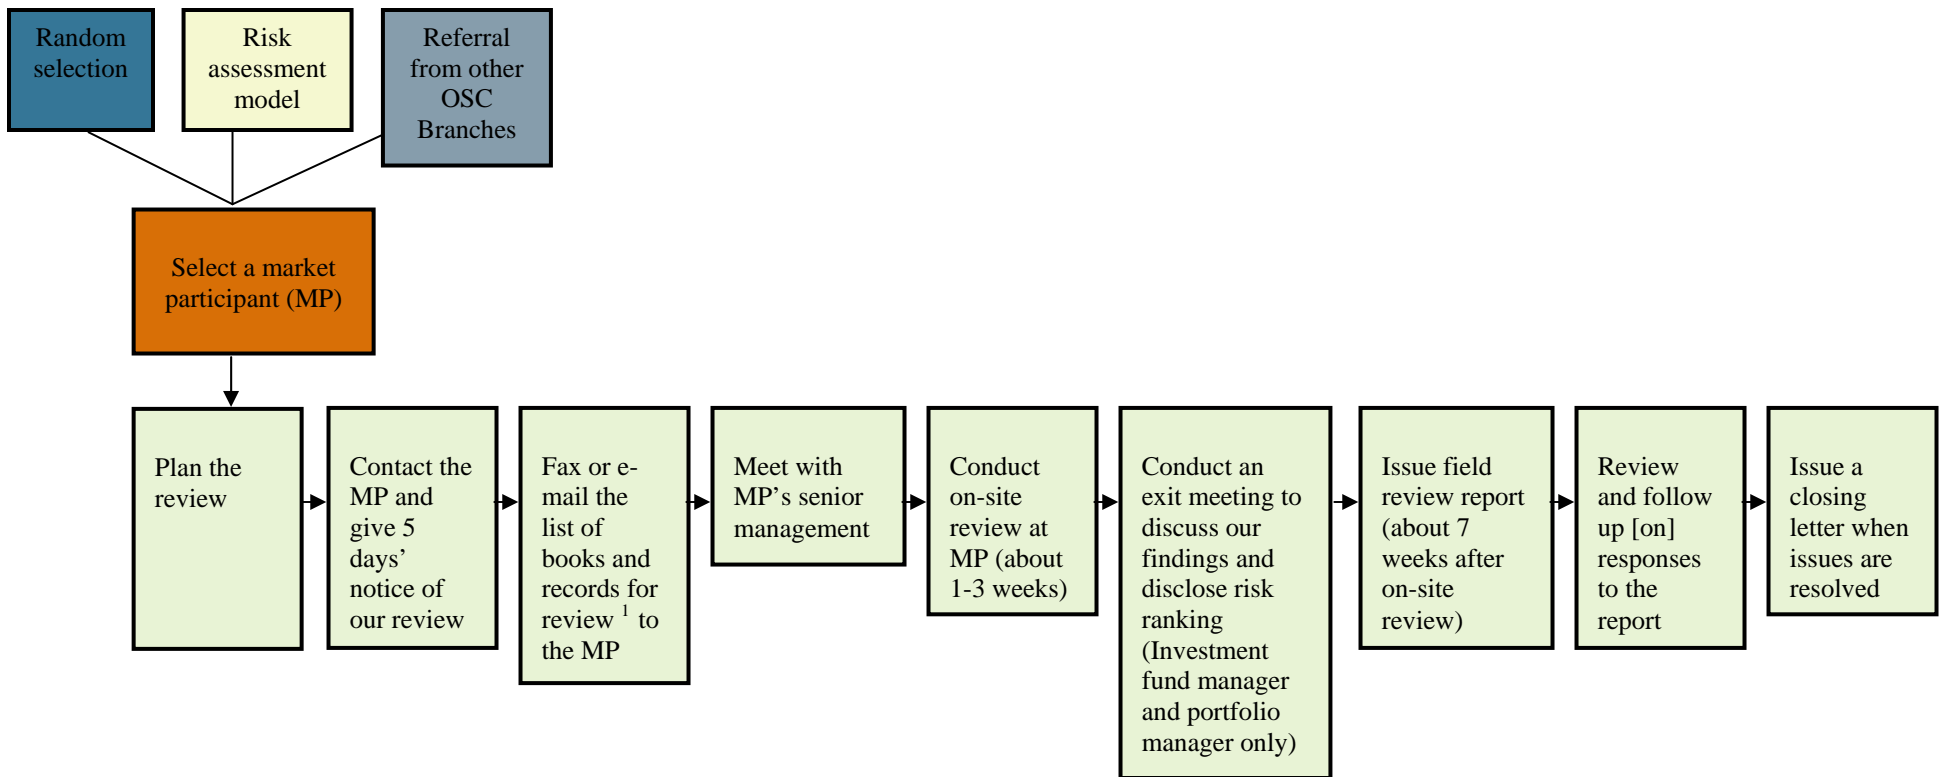 Random
selection
Risk
assessment
model
Referral
from other
OSC
Branches
Select a market
participant (MP)
Plan the
review
Contact the
MP and
give 5
days’
notice of
our review
Fax or e-
mail the
list of
books and
records for
review 1 to
the MP
Meet with
MP’s senior
management
Conduct
on-site
review at
MP (about
1-3 weeks)
Conduct an
exit meeting to
discuss our
findings and
disclose risk
ranking
(Investment
fund manager
and portfolio
manager only)
Issue field
review report
(about 7
weeks after
on-site
review)
Review
and follow
up [on]
responses
to the
report
Issue a
closing
letter when
issues are
resolved